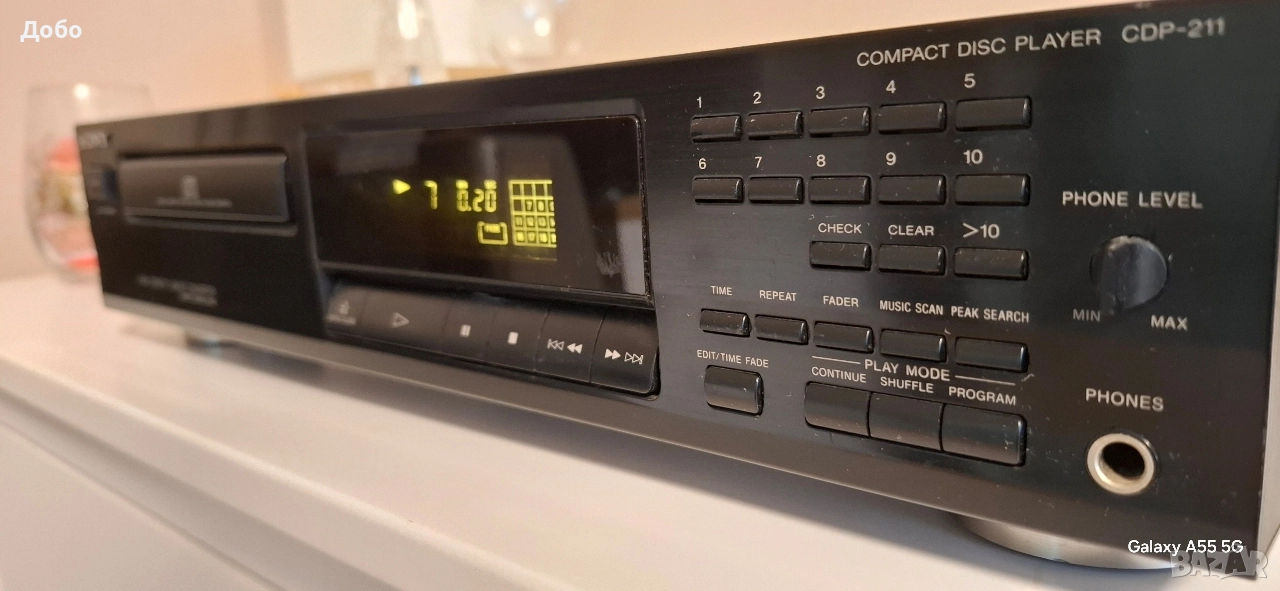 Добо
COMPACT DISC PLAYER CDP-211
SONY
1 2 3 4 5
6 7 8 9 10
7 0.20
CHECK CLEAR >10
PHONE LEVEL
MIN MAX
TIME REPEAT FADER MUSIC SCAN PEAK SEARCH
EDIT/TIME FADE
PLAY MODE
CONTINUE SHUFFLE PROGRAM
PHONES
Galaxy A55 5G
BAZAR